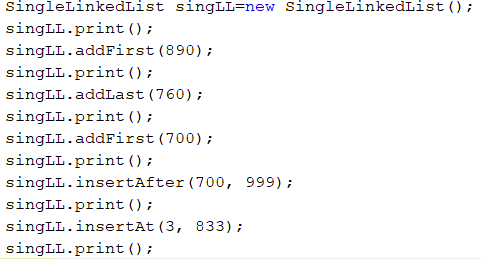 SingleLinkedList singLL=new SingleLinkedList();
singLL.print();
singLL.addFirst(890);
singLL.print();
singLL.addLast(760);
singLL.print();
singLL.addFirst(700);
singLL.print();
singLL.insertAfter(700, 999);
singLL.print();
singLL.insertAt(3, 833);
singLL.print();